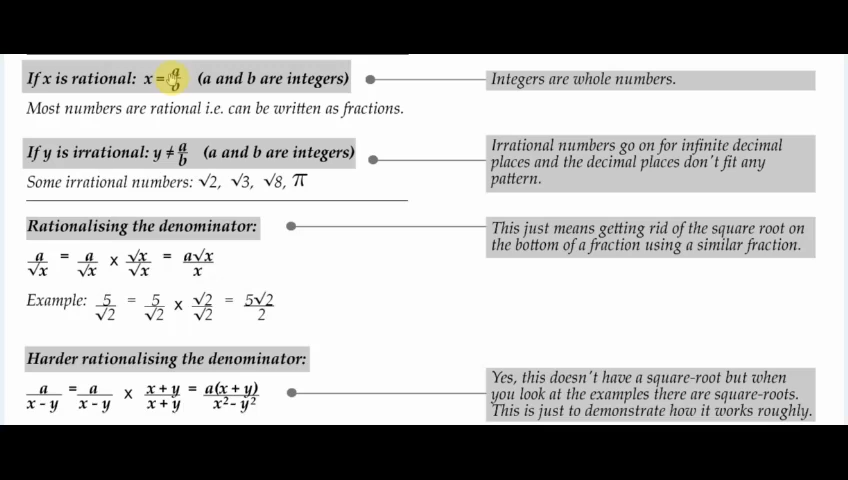 If x is rational: x = a/b (a and b are integers)
Integers are whole numbers.
Most numbers are rational i.e. can be written as fractions.
If y is irrational: y ≠ a/b (a and b are integers)
Irrational numbers go on for infinite decimal
places and the decimal places don't fit any
pattern.
Some irrational numbers: √2, √3, √8, π
Rationalising the denominator:
This just means getting rid of the square root on
the bottom of a fraction using a similar fraction.
a/√x = a/√x x √x/√x = a√x/x
Example: 5/√2 = 5/√2 x √2/√2 = 5√2/2
Harder rationalising the denominator:
a/x - y = a/x - y x x + y/x + y = a(x + y)/x² - y²
Yes, this doesn't have a square-root but when
you look at the examples there are square-roots.
This is just to demonstrate how it works roughly.